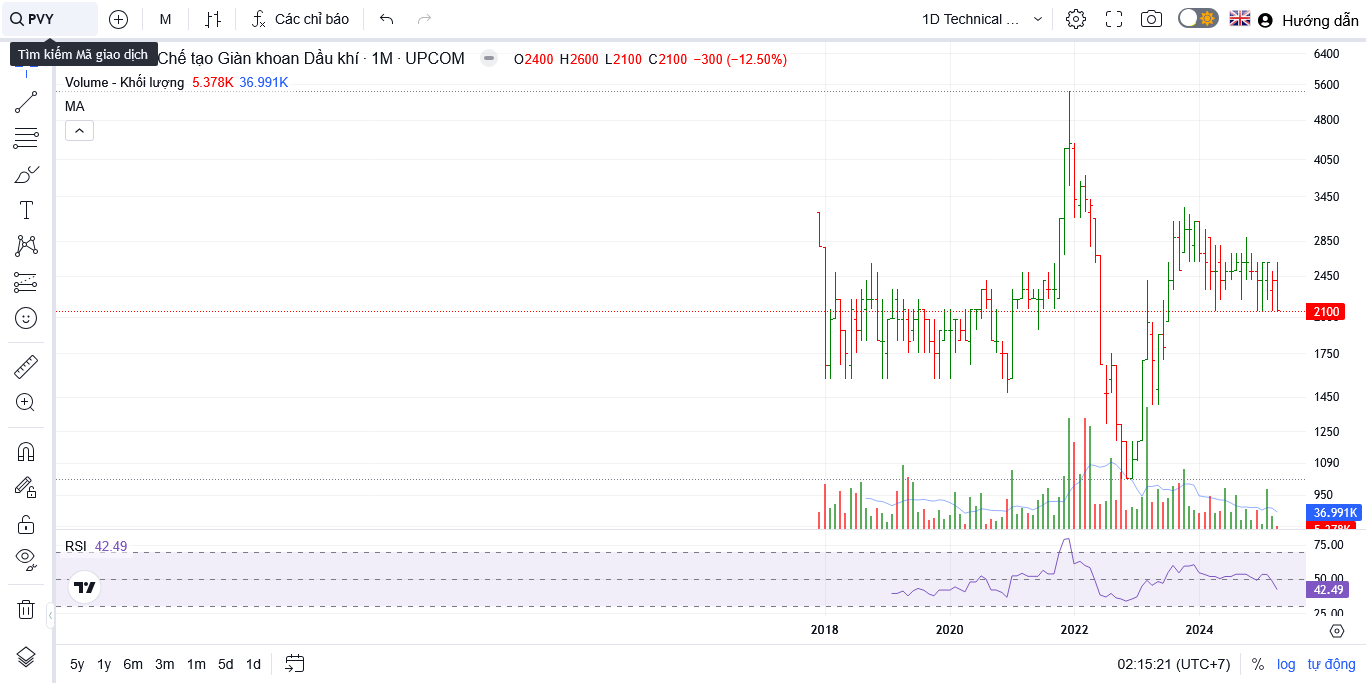 PVY
M
Các chỉ báo
1D Technical ...
Hướng dẫn
Tìm kiếm Mã giao dịch
Chế tạo Giàn khoan Dầu khí · 1M · UPCOM
O2400 H2600 L2100 C2100 −300 (−12.50%)
Volume - Khối lượng 5.378K 36.991K
MA
6400
5600
4800
4050
3450
2850
2450
2100
1750
1450
1250
1090
950
36.991K
RSI 42.49
75.00
50.00
42.49
25.00
2018 2020 2022 2024
5y 1y 6m 3m 1m 5d 1d
02:15:21 (UTC+7) % log tự động